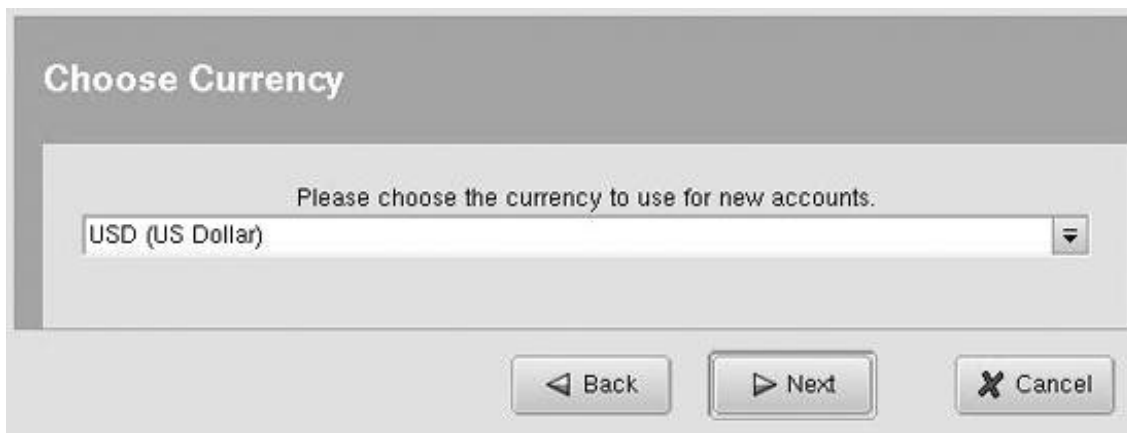 Choose Currency
Please choose the currency to use for new accounts.
USD (US Dollar)
Back Next Cancel